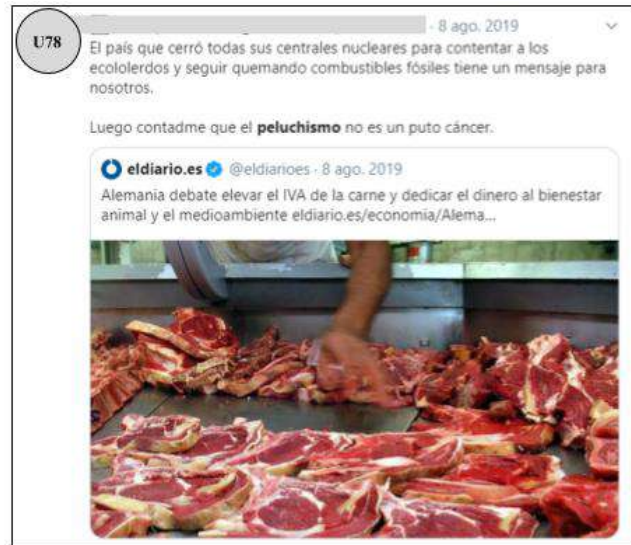 U78
- 8 ago. 2019
El país que cerró todas sus centrales nucleares para contentar a los
ecololerdos y seguir quemando combustibles fósiles tiene un mensaje para
nosotros.
Luego contadme que el peluchismo no es un puto cáncer.
eldiario.es @eldiarioes · 8 ago. 2019
Alemania debate elevar el IVA de la carne y dedicar el dinero al bienestar
animal y el medioambiente eldiario.es/economia/Alema...